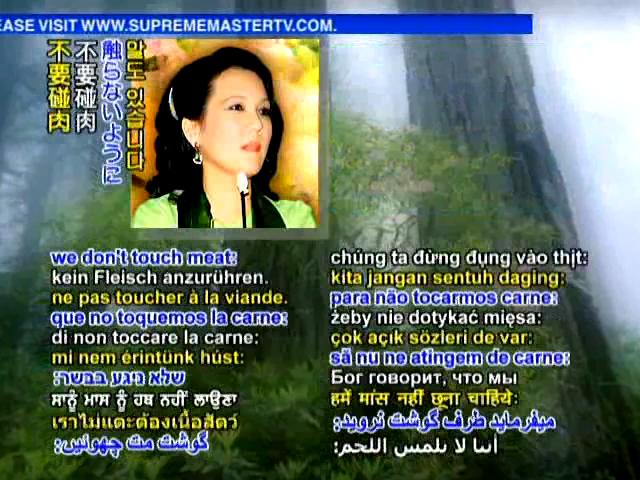 EASE VISIT WWW.SUPREMEMASTERTV.COM.
不要碰肉
不要碰肉
触らないように
알도 있습니다
we don't touch meat:
kein Fleisch anzurühren.
ne pas toucher à la viande.
que no toquemos la carne:
di non toccare la carne:
mi nem érintünk húst:
שלא ניגע בבשר:
ਸਾਨੂੰ ਮਾਸ ਨੂੰ ਹਥ ਨਹੀਂ ਲਾਉਣਾ
เราไม่แตะต้องเนื้อสัตว์
گوشت مت چھوئیں:
chúng ta đừng đụng vào thịt:
kita jangan sentuh daging:
para não tocarmos carne:
żeby nie dotykać mięsa:
çok açık sözleri de var:
să nu ne atingem de carne:
Бог говорит, что мы
हमें मांस नहीं छूना चाहिये:
میفرماید طرف گوشت نروید:
أننا لا نلمس اللحم: